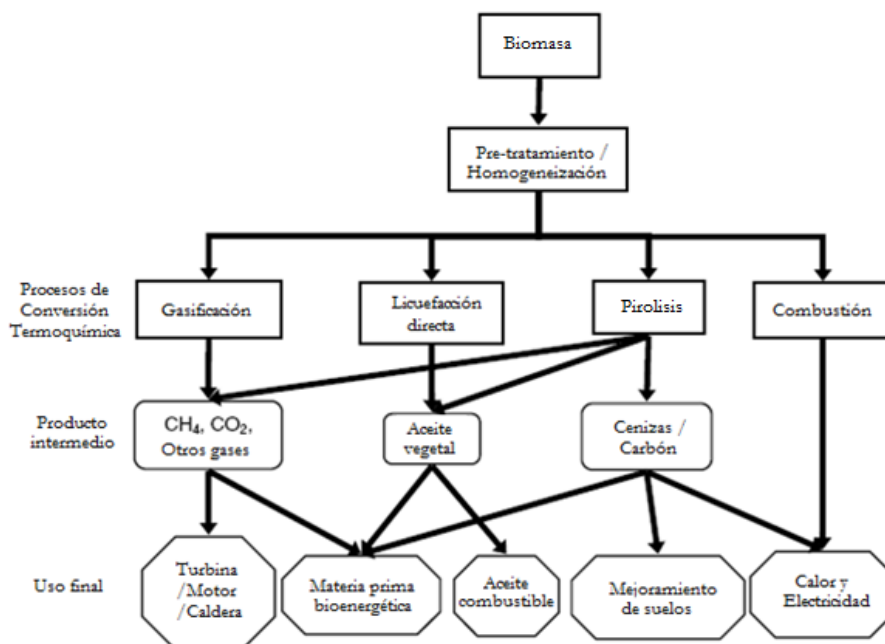 Biomasa
Pre-tratamiento /
Homogeneización
Procesos de
Conversión
Termoquímica
Gasificación
Licuefacción
directa
Pirolisis
Combustión
Producto
intermedio
CH₄, CO₂,
Otros gases
Aceite
vegetal
Cenizas /
Carbón
Uso final
Turbina
/Motor
/Caldera
Materia prima
bioenergética
Aceite
combustible
Mejoramiento
de suelos
Calor y
Electricidad